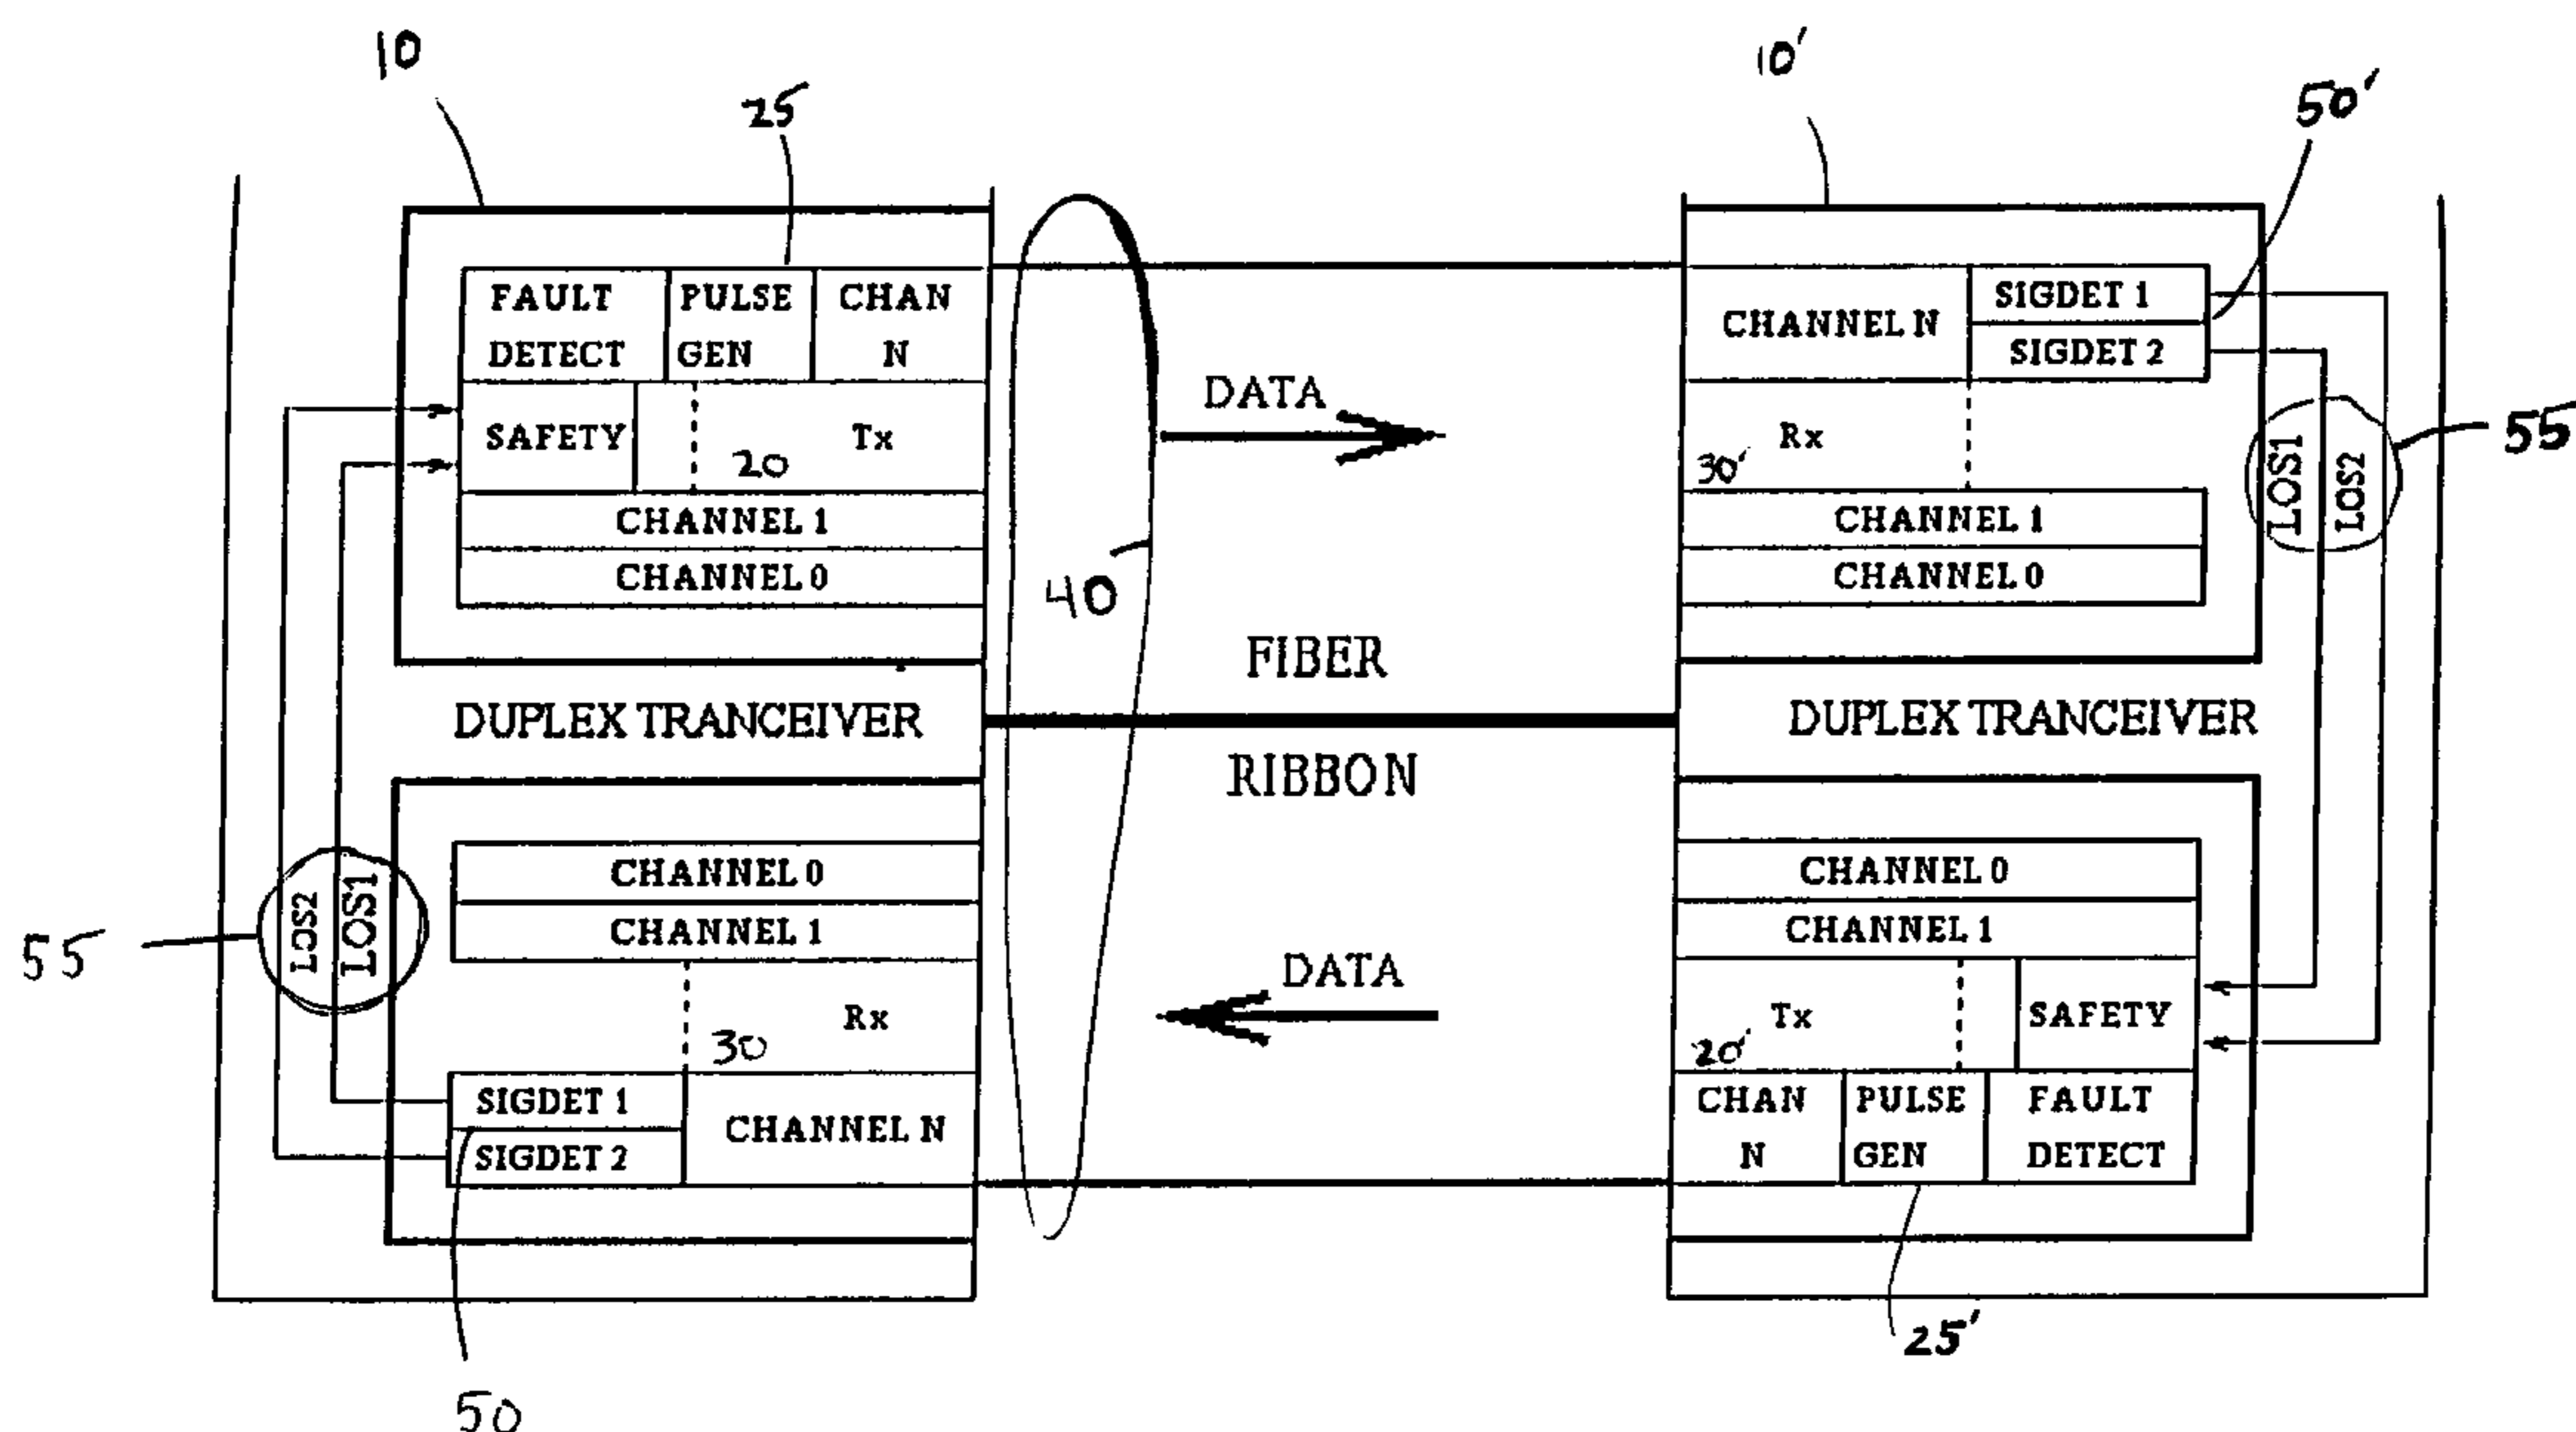 10
10'
25
50'
FAULT DETECT
PULSE GEN
CHAN N
SAFETY
20
Tx
CHANNEL 1
CHANNEL 0
DATA
40
FIBER
RIBBON
CHANNEL N
SIGDET 1
SIGDET 2
Rx
30'
CHANNEL 1
CHANNEL 0
LOS1
LOS2
55
DUPLEX TRANCEIVER
DUPLEX TRANCEIVER
55
LOS2
LOS1
CHANNEL 0
CHANNEL 1
30
Rx
SIGDET 1
SIGDET 2
CHANNEL N
50
DATA
CHANNEL 0
CHANNEL 1
Tx
20'
SAFETY
CHAN N
PULSE GEN
FAULT DETECT
25'